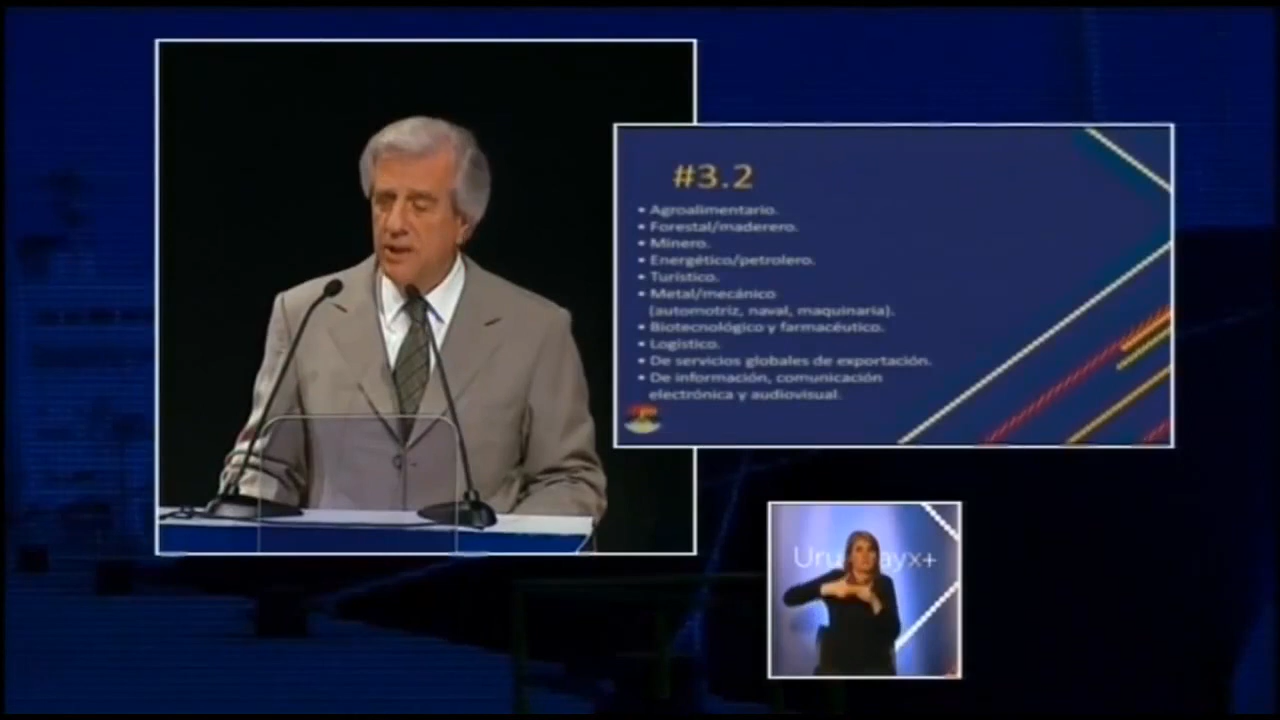 #3.2
• Agroalimentario.
• Forestal/maderero.
• Minero.
• Energético/petrolero.
• Turístico.
• Metal/mecánico
(automotriz, naval, maquinaria).
• Biotecnológico y farmacéutico.
• Logístico.
• De servicios globales de exportación.
• De información, comunicación
electrónica y audiovisual.
Uru ayx+